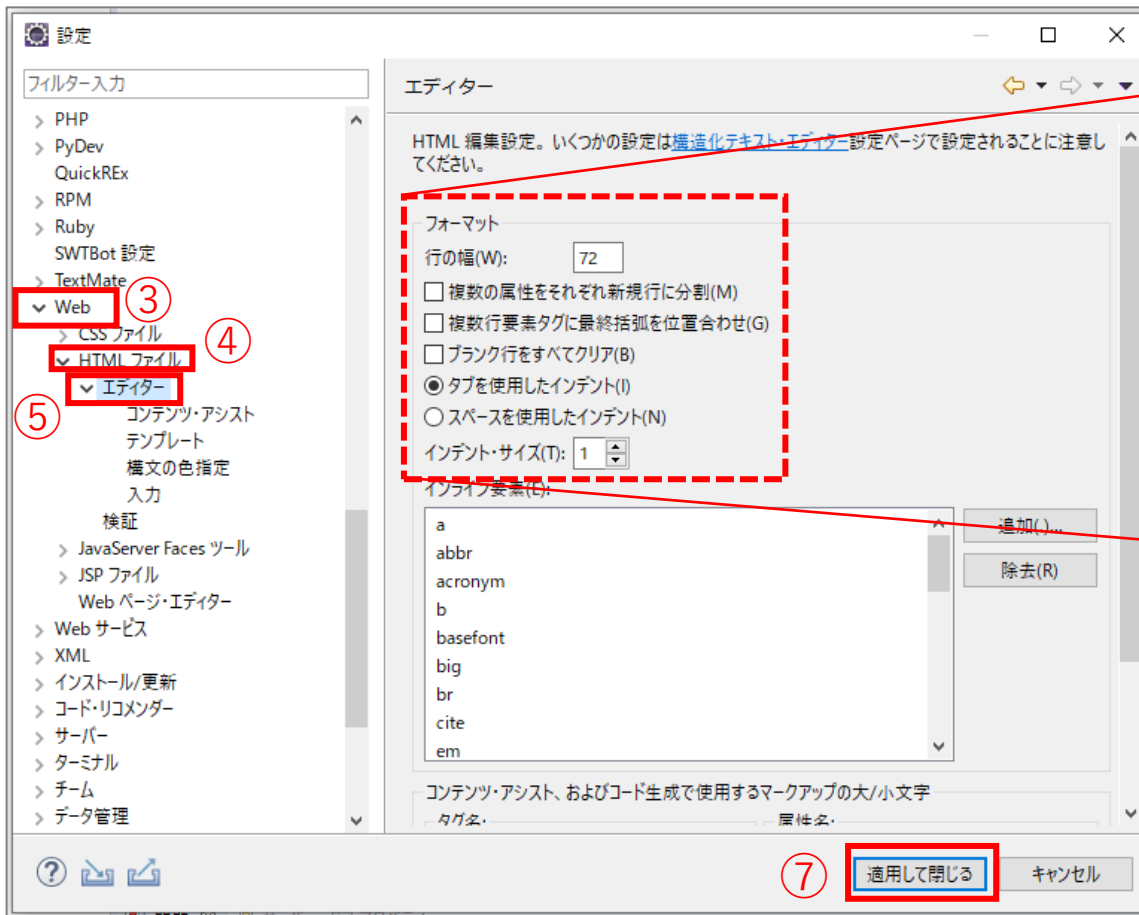 設定
フィルター入力
PHP
PyDev
QuickREx
RPM
Ruby
SWTBot 設定
TextMate
Web
③
CSS ファイル
④
HTML ファイル
エディター
⑤
コンテンツ・アシスト
テンプレート
構文の色指定
入力
検証
JavaServer Faces ツール
JSP ファイル
Web ページ・エディター
Web サービス
XML
インストール/更新
コード・リコメンダー
サーバー
ターミナル
チーム
データ管理
エディター
HTML 編集設定。いくつかの設定は構造化テキスト・エディター設定ページで設定されることに注意し
てください。
フォーマット
行の幅(W): 72
複数の属性をそれぞれ新規行に分割(M)
複数行要素タグに最終括弧を位置合わせ(G)
ブランク行をすべてクリア(B)
タブを使用したインデント(I)
スペースを使用したインデント(N)
インデント・サイズ(T): 1
インライン要素(E):
a
abbr
acronym
b
basefont
big
br
cite
em
追加(.)...
除去(R)
コンテンツ・アシスト、およびコード生成で使用するマークアップの大/小文字
タグ名: 属性名:
⑦
適用して閉じる キャンセル